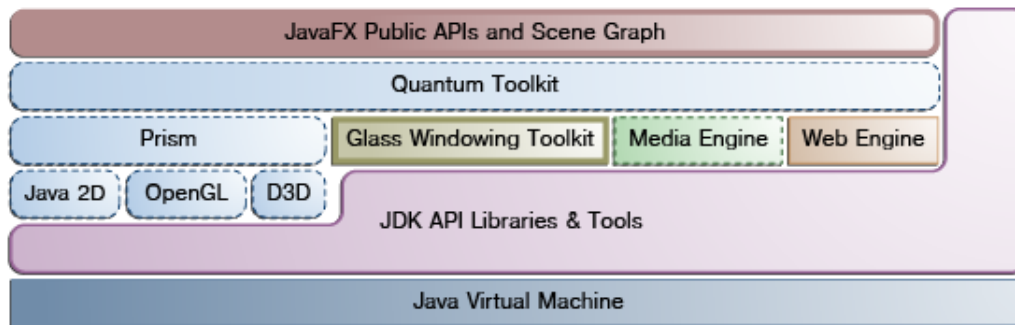 JavaFX Public APIs and Scene Graph
Quantum Toolkit
Prism
Glass Windowing Toolkit
Media Engine
Web Engine
Java 2D
OpenGL
D3D
JDK API Libraries & Tools
Java Virtual Machine